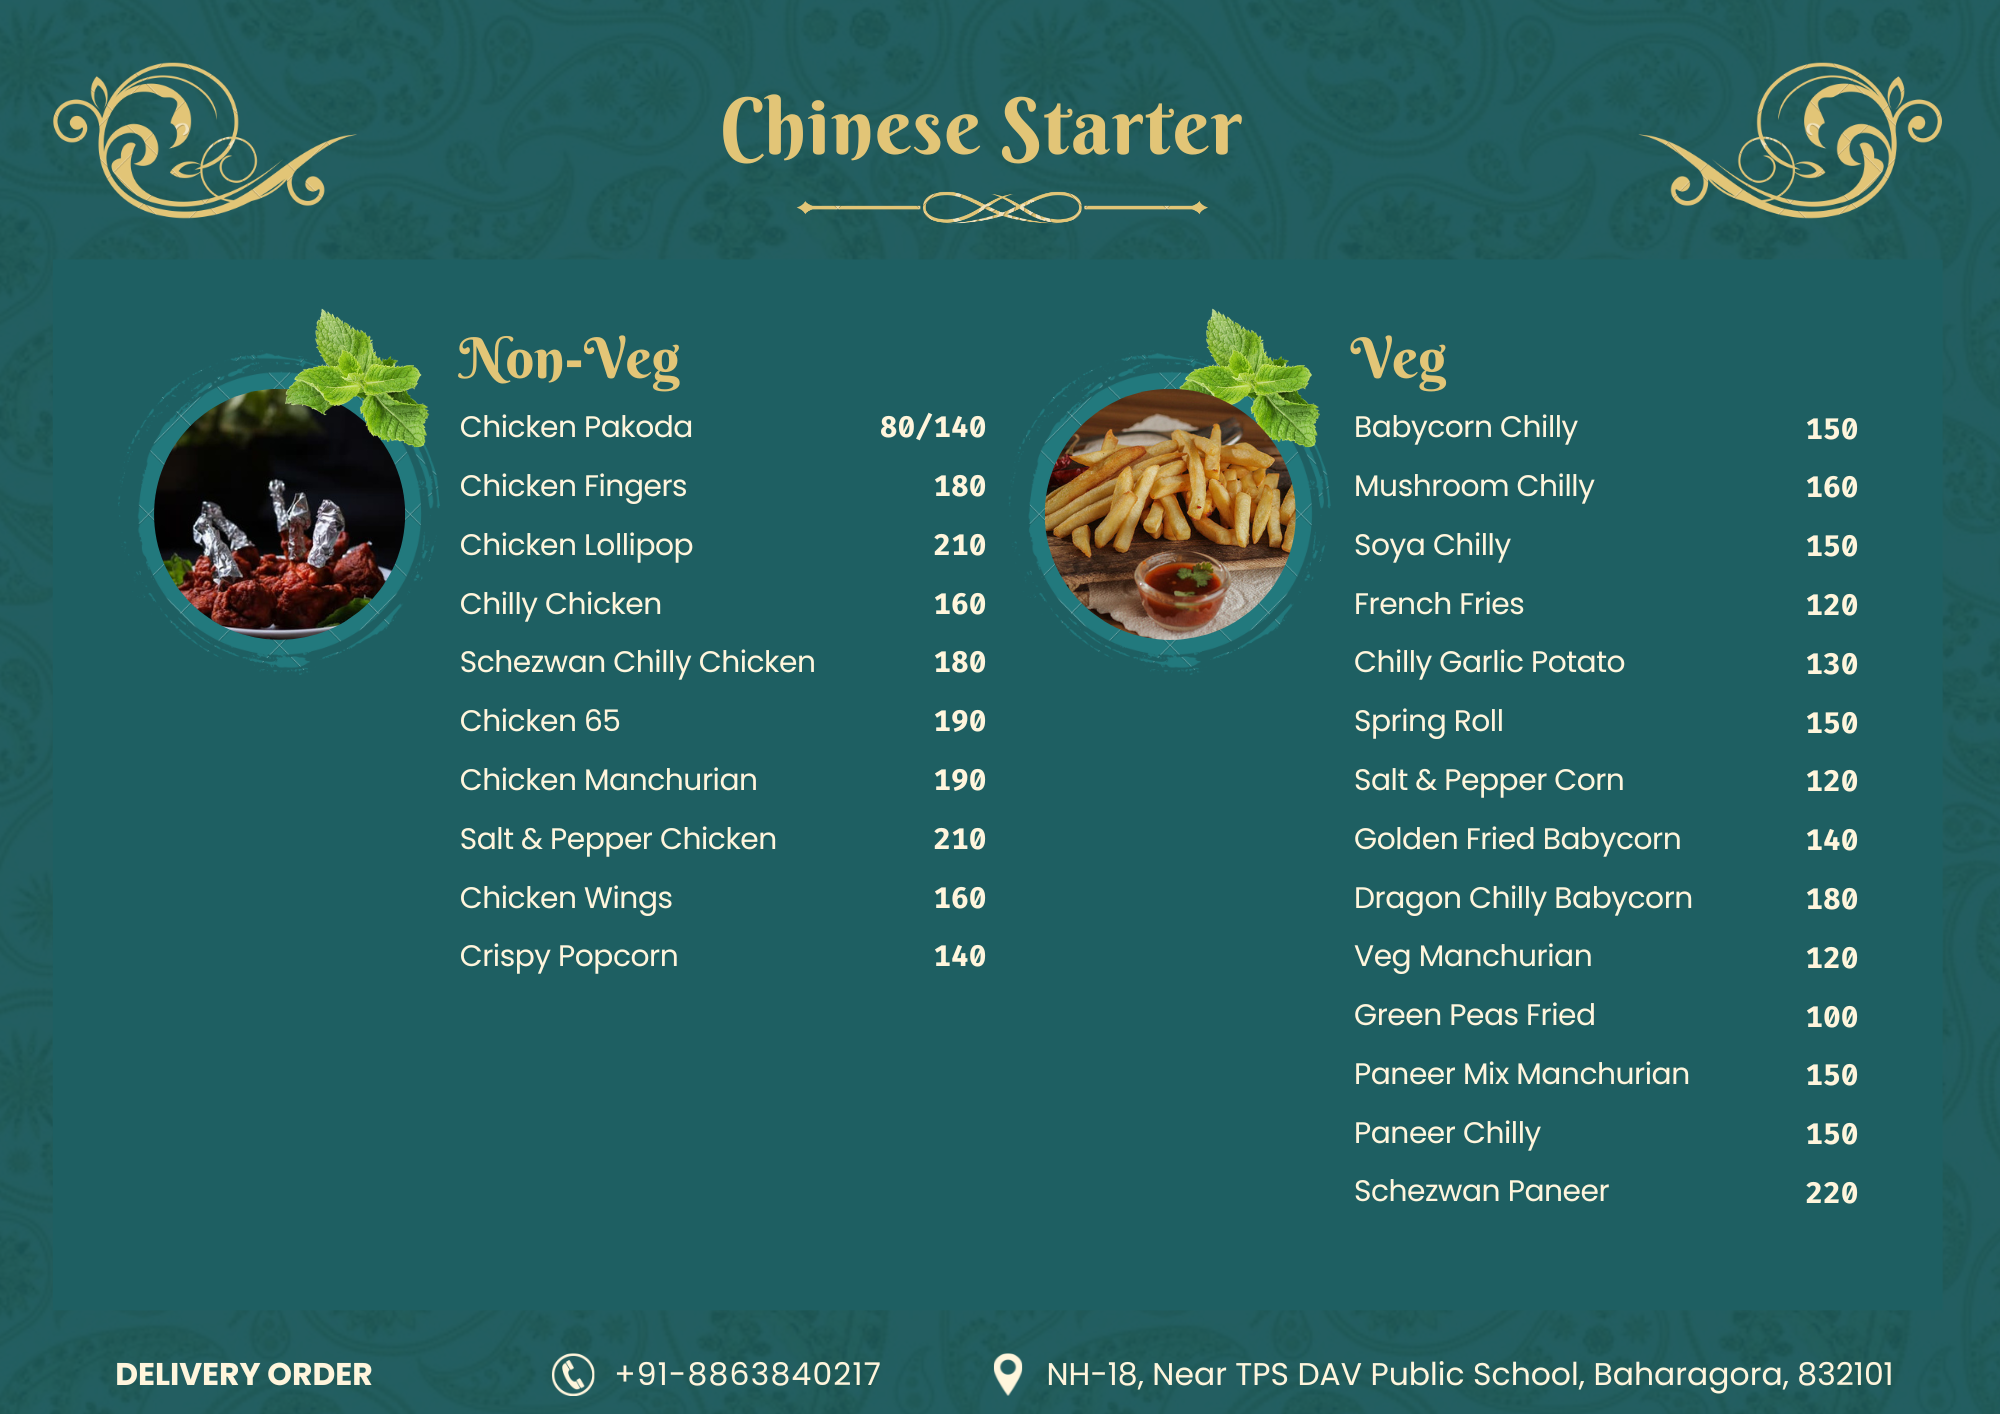 Chinese Starter
Non-Veg
Chicken Pakoda 80/140
Chicken Fingers 180
Chicken Lollipop 210
Chilly Chicken 160
Schezwan Chilly Chicken 180
Chicken 65 190
Chicken Manchurian 190
Salt & Pepper Chicken 210
Chicken Wings 160
Crispy Popcorn 140
Veg
Babycorn Chilly 150
Mushroom Chilly 160
Soya Chilly 150
French Fries 120
Chilly Garlic Potato 130
Spring Roll 150
Salt & Pepper Corn 120
Golden Fried Babycorn 140
Dragon Chilly Babycorn 180
Veg Manchurian 120
Green Peas Fried 100
Paneer Mix Manchurian 150
Paneer Chilly 150
Schezwan Paneer 220
DELIVERY ORDER +91-8863840217 NH-18, Near TPS DAV Public School, Baharagora, 832101